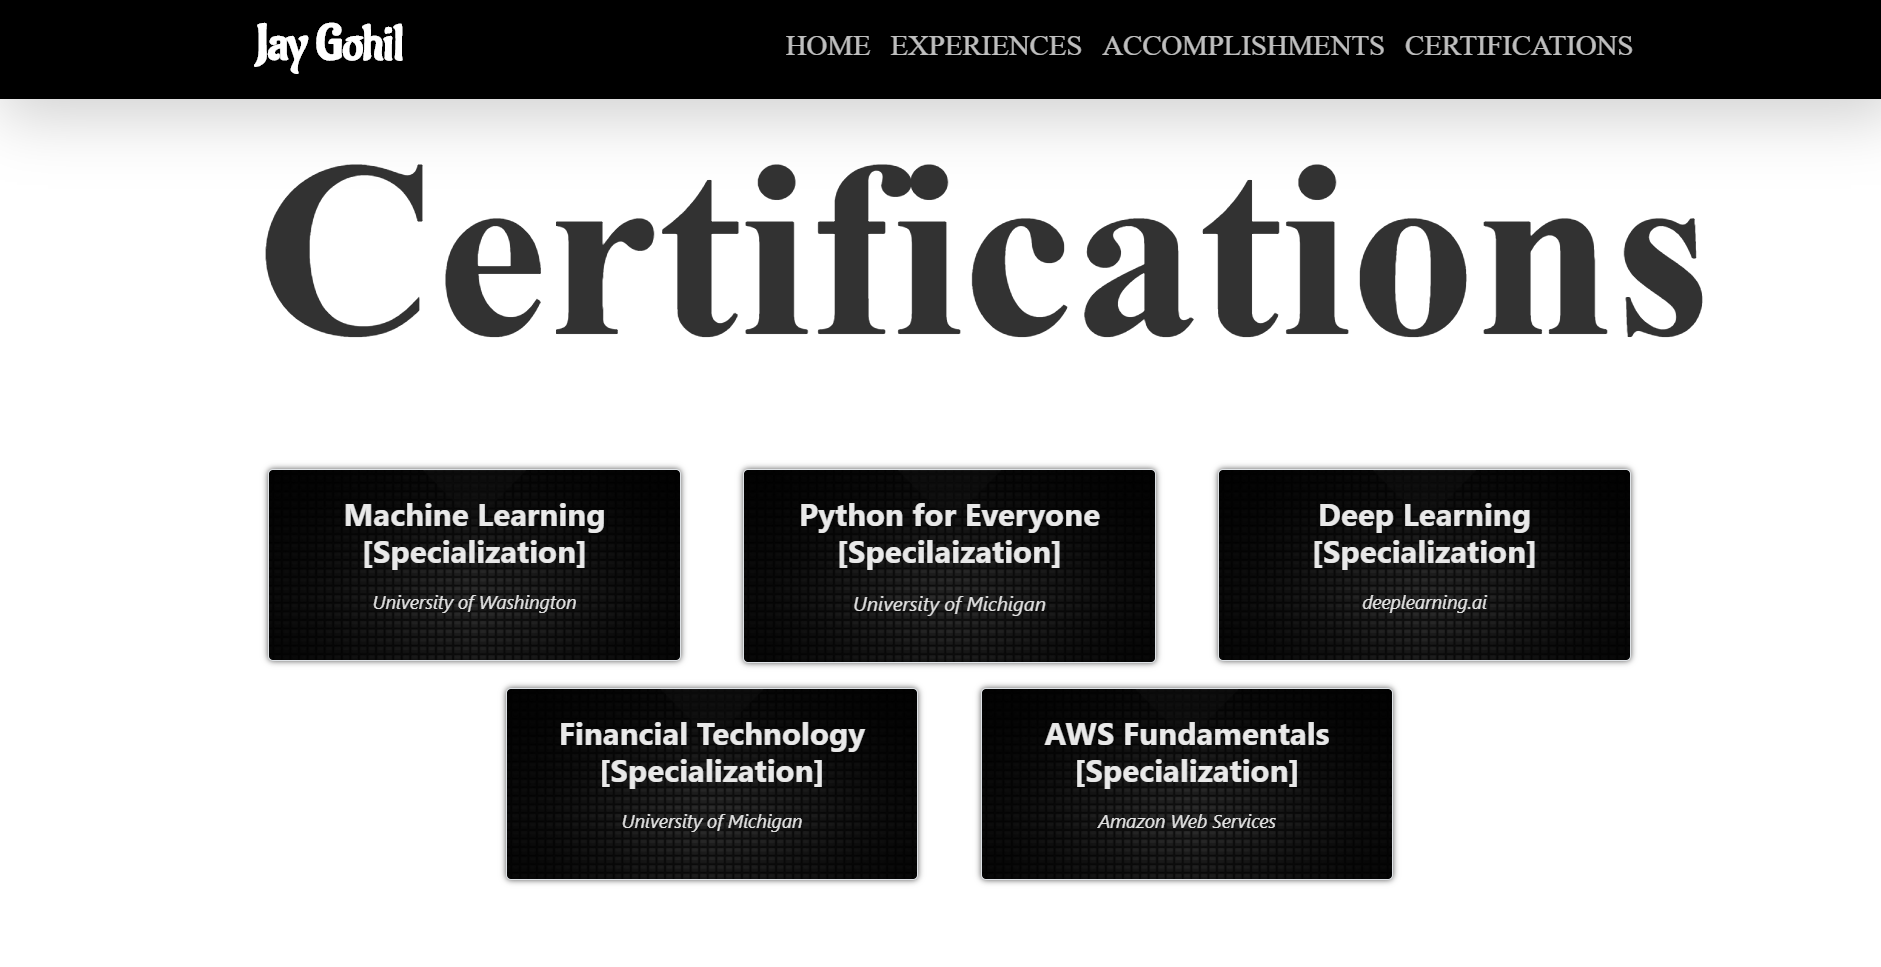 Jay Gohil
HOME EXPERIENCES ACCOMPLISHMENTS CERTIFICATIONS
Certifications
Machine Learning
[Specialization]
University of Washington
Python for Everyone
[Specilaization]
University of Michigan
Deep Learning
[Specialization]
deeplearning.ai
Financial Technology
[Specialization]
University of Michigan
AWS Fundamentals
[Specialization]
Amazon Web Services